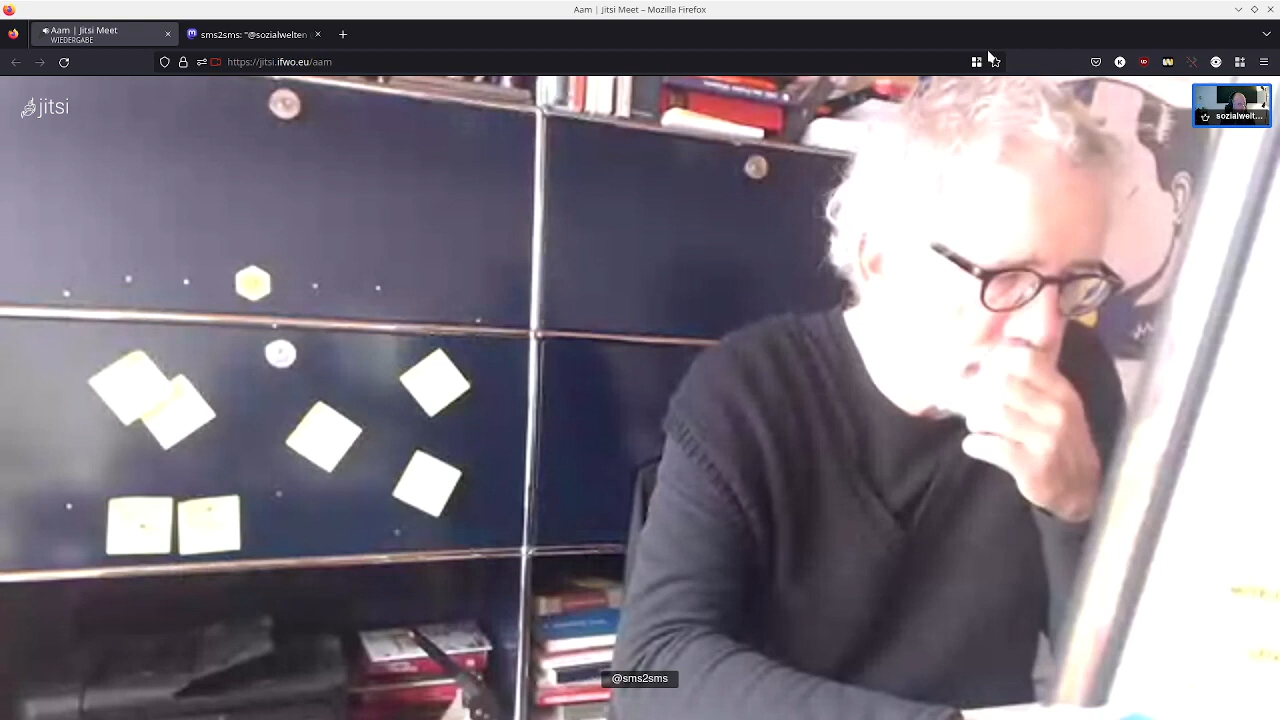 Aam | Jitsi Meet – Mozilla Firefox
Aam | Jitsi Meet
WIEDERGABE
sms2sms: "@sozialwelten
https://jitsi.ifwo.eu/aam
jitsi
sozialwelt...
@sms2sms